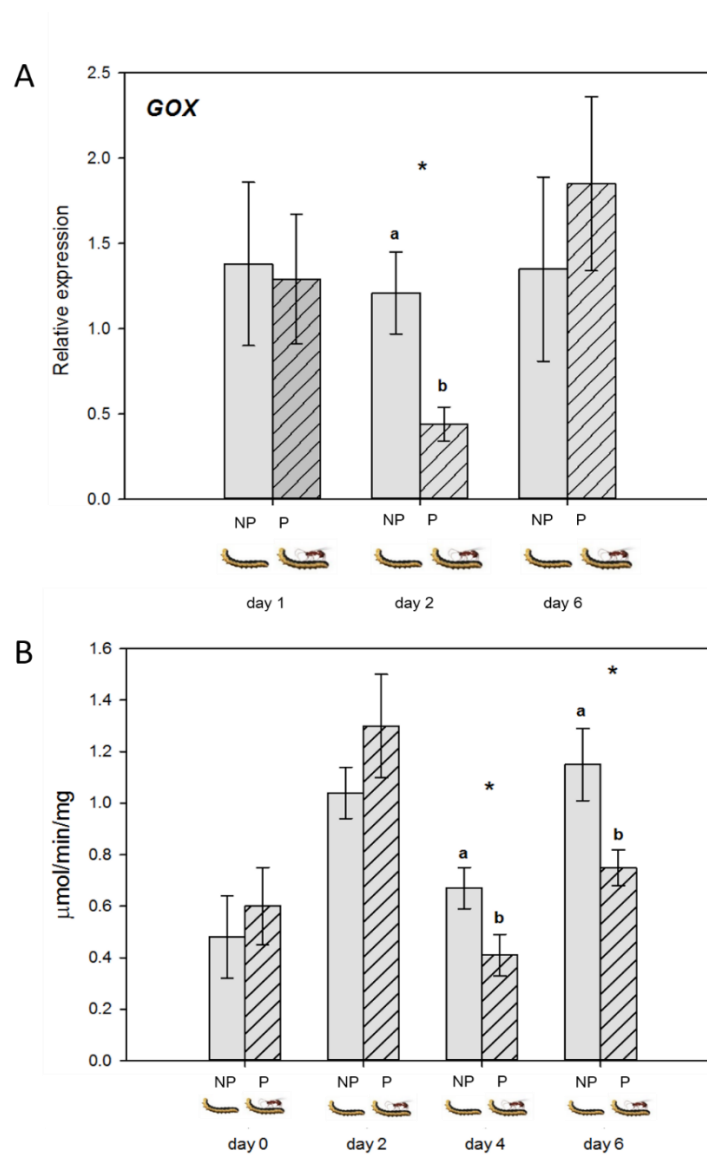 A
GOX
Relative expression
2.5
2.0
1.5
1.0
0.5
0.0
*
a
b
NP P NP P NP P
day 1 day 2 day 6
B
μmol/min/mg
1.6
1.4
1.2
1.0
0.8
0.6
0.4
0.2
0.0
*
a
b
*
a
b
NP P NP P NP P NP P
day 0 day 2 day 4 day 6